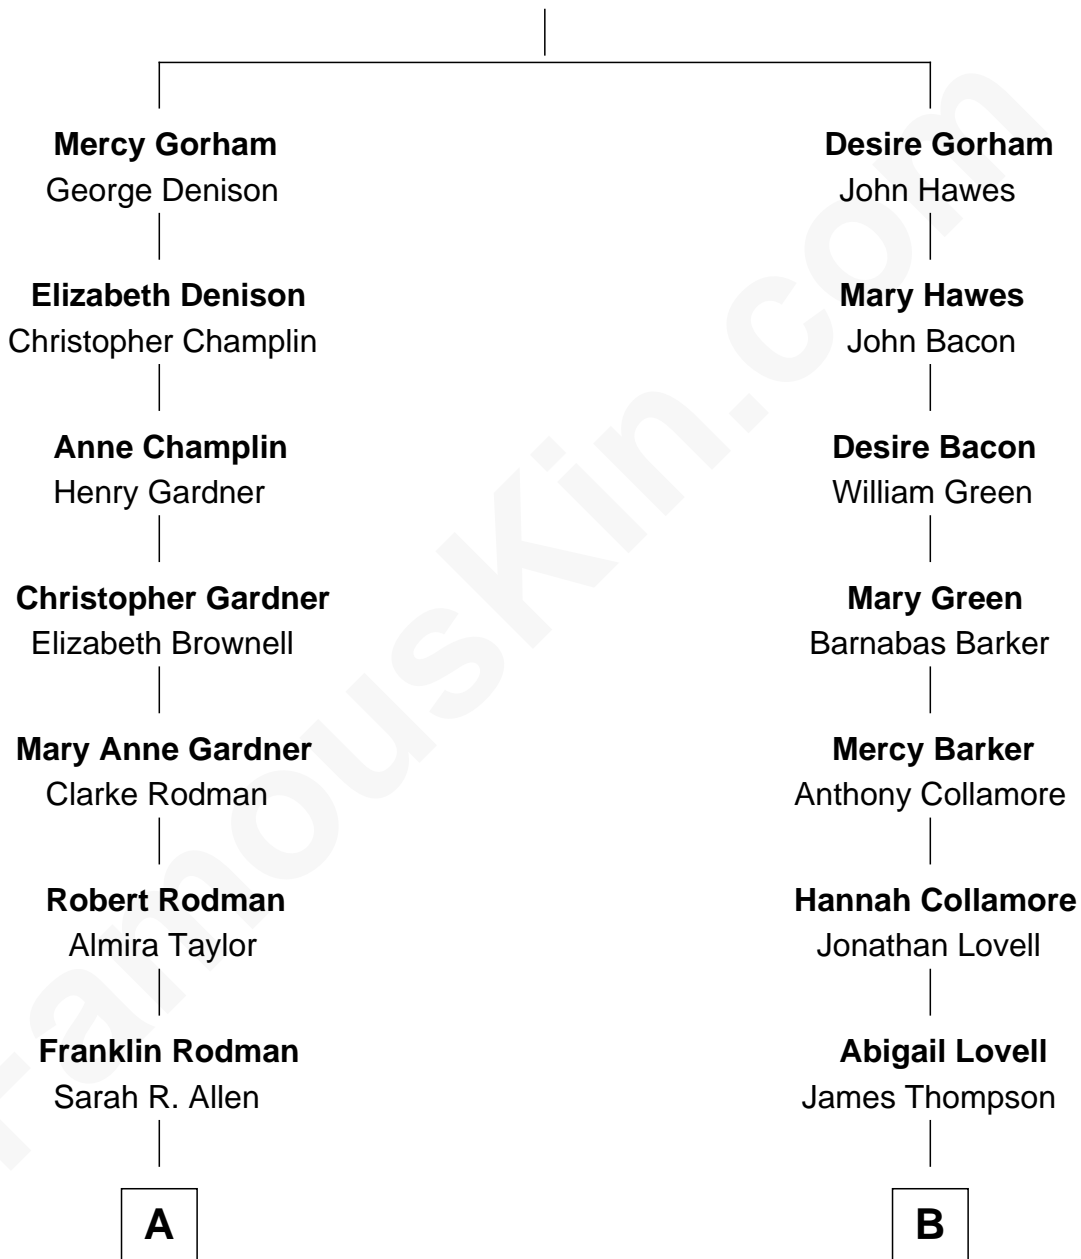 Mercy Gorham
George Denison
Elizabeth Denison
Christopher Champlin
Anne Champlin
Henry Gardner
Christopher Gardner
Elizabeth Brownell
Mary Anne Gardner
Clarke Rodman
Robert Rodman
Almira Taylor
Franklin Rodman
Sarah R. Allen
A
Desire Gorham
John Hawes
Mary Hawes
John Bacon
Desire Bacon
William Green
Mary Green
Barnabas Barker
Mercy Barker
Anthony Collamore
Hannah Collamore
Jonathan Lovell
Abigail Lovell
James Thompson
B
FamousKin.com